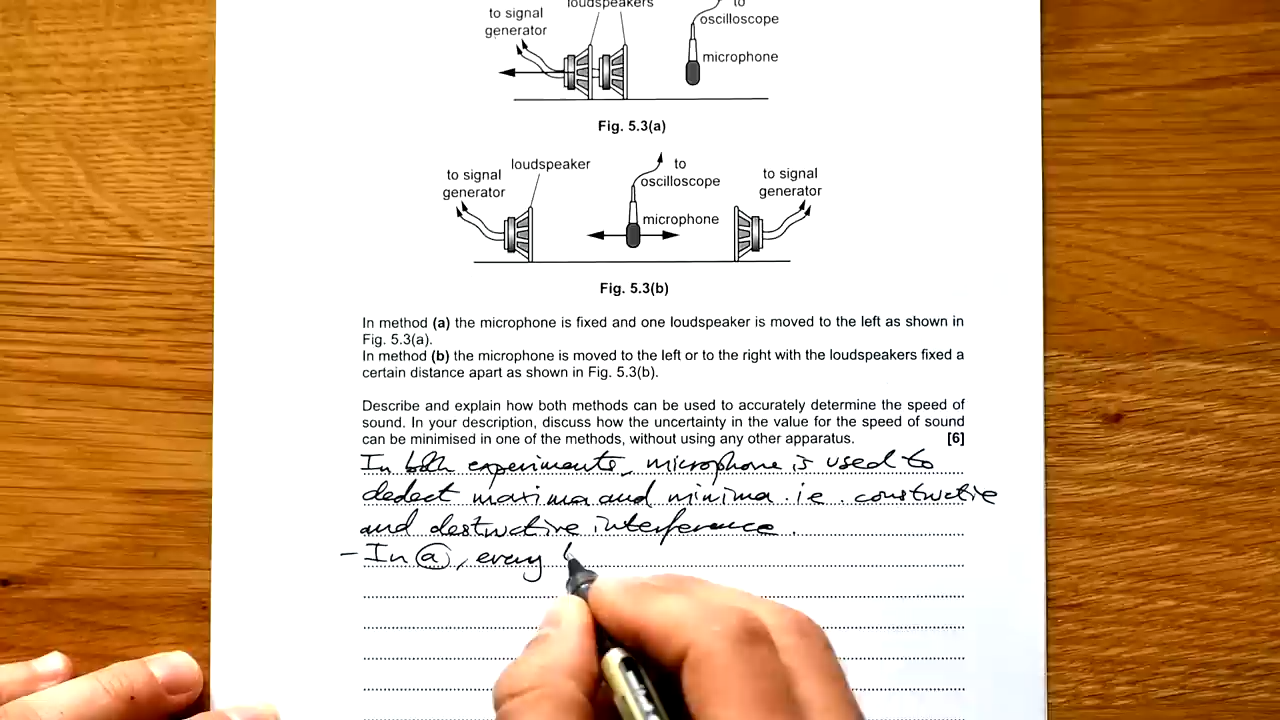 loudspeakers
to signal
generator
to
oscilloscope
microphone
Fig. 5.3(a)
loudspeaker
to signal
generator
to
oscilloscope
microphone
to signal
generator
Fig. 5.3(b)
In method (a) the microphone is fixed and one loudspeaker is moved to the left as shown in
Fig. 5.3(a).
In method (b) the microphone is moved to the left or to the right with the loudspeakers fixed a
certain distance apart as shown in Fig. 5.3(b).
Describe and explain how both methods can be used to accurately determine the speed of
sound. In your description, discuss how the uncertainty in the value for the speed of sound
can be minimised in one of the methods, without using any other apparatus. [6]
In both experiments, microphone is used to
dedect maxima and minima i.e. constructive
and destructive interference.
- In (a), every